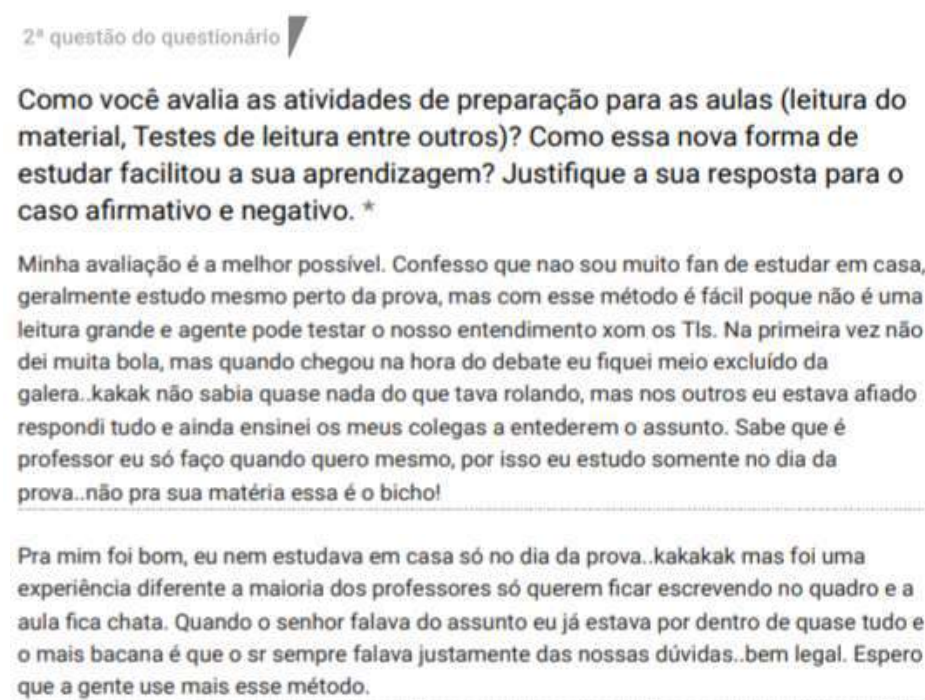 2ª questão do questionário
Como você avalia as atividades de preparação para as aulas (leitura do
material, Testes de leitura entre outros)? Como essa nova forma de
estudar facilitou a sua aprendizagem? Justifique a sua resposta para o
caso afirmativo e negativo. *
Minha avaliação é a melhor possível. Confesso que nao sou muito fan de estudar em casa,
geralmente estudo mesmo perto da prova, mas com esse método é fácil poque não é uma
leitura grande e agente pode testar o nosso entendimento xom os TIs. Na primeira vez não
dei muita bola, mas quando chegou na hora do debate eu fiquei meio excluído da
galera..kakak não sabia quase nada do que tava rolando, mas nos outros eu estava afiado
respondi tudo e ainda ensinei os meus colegas a entederem o assunto. Sabe que é
professor eu só faço quando quero mesmo, por isso eu estudo somente no dia da
prova..não pra sua matéria essa é o bicho!
Pra mim foi bom, eu nem estudava em casa só no dia da prova..kakakak mas foi uma
experiência diferente a maioria dos professores só querem ficar escrevendo no quadro e a
aula fica chata. Quando o senhor falava do assunto eu já estava por dentro de quase tudo e
o mais bacana é que o sr sempre falava justamente das nossas dúvidas..bem legal. Espero
que a gente use mais esse método.